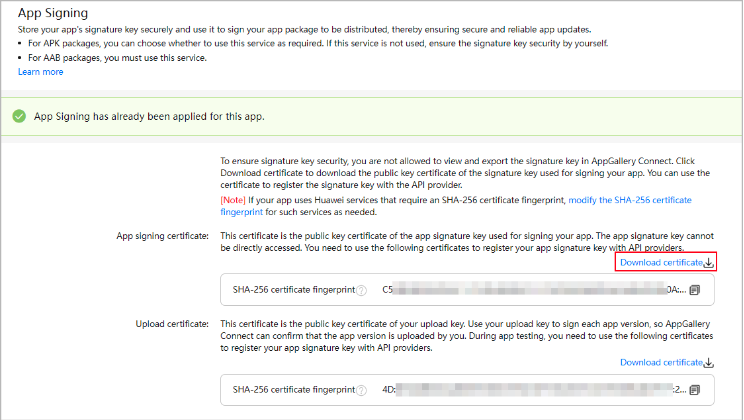 App Signing
Store your app's signature key securely and use it to sign your app package to be distributed, thereby ensuring secure and reliable app updates.
• For APK packages, you can choose whether to use this service as required. If this service is not used, ensure the signature key security by yourself.
• For AAB packages, you must use this service.
Learn more
App Signing has already been applied for this app.
To ensure signature key security, you are not allowed to view and export the signature key in AppGallery Connect. Click
Download certificate to download the public key certificate of the signature key used for signing your app. You can use the
certificate to register the signature key with the API provider.
[Note] If your app uses Huawei services that require an SHA-256 certificate fingerprint, modify the SHA-256 certificate
fingerprint for such services as needed.
App signing certificate: This certificate is the public key certificate of the app signature key used for signing your app. The app signature key cannot
be directly accessed. You need to use the following certificates to register your app signature key with API providers.
Download certificate
SHA-256 certificate fingerprint ? C5 0A:...
Upload certificate: This certificate is the public key certificate of your upload key. Use your upload key to sign each app version, so AppGallery
Connect can confirm that the app version is uploaded by you. During app testing, you need to use the following certificates
to register your app signature key with API providers.
Download certificate
SHA-256 certificate fingerprint ? 4D: :2...